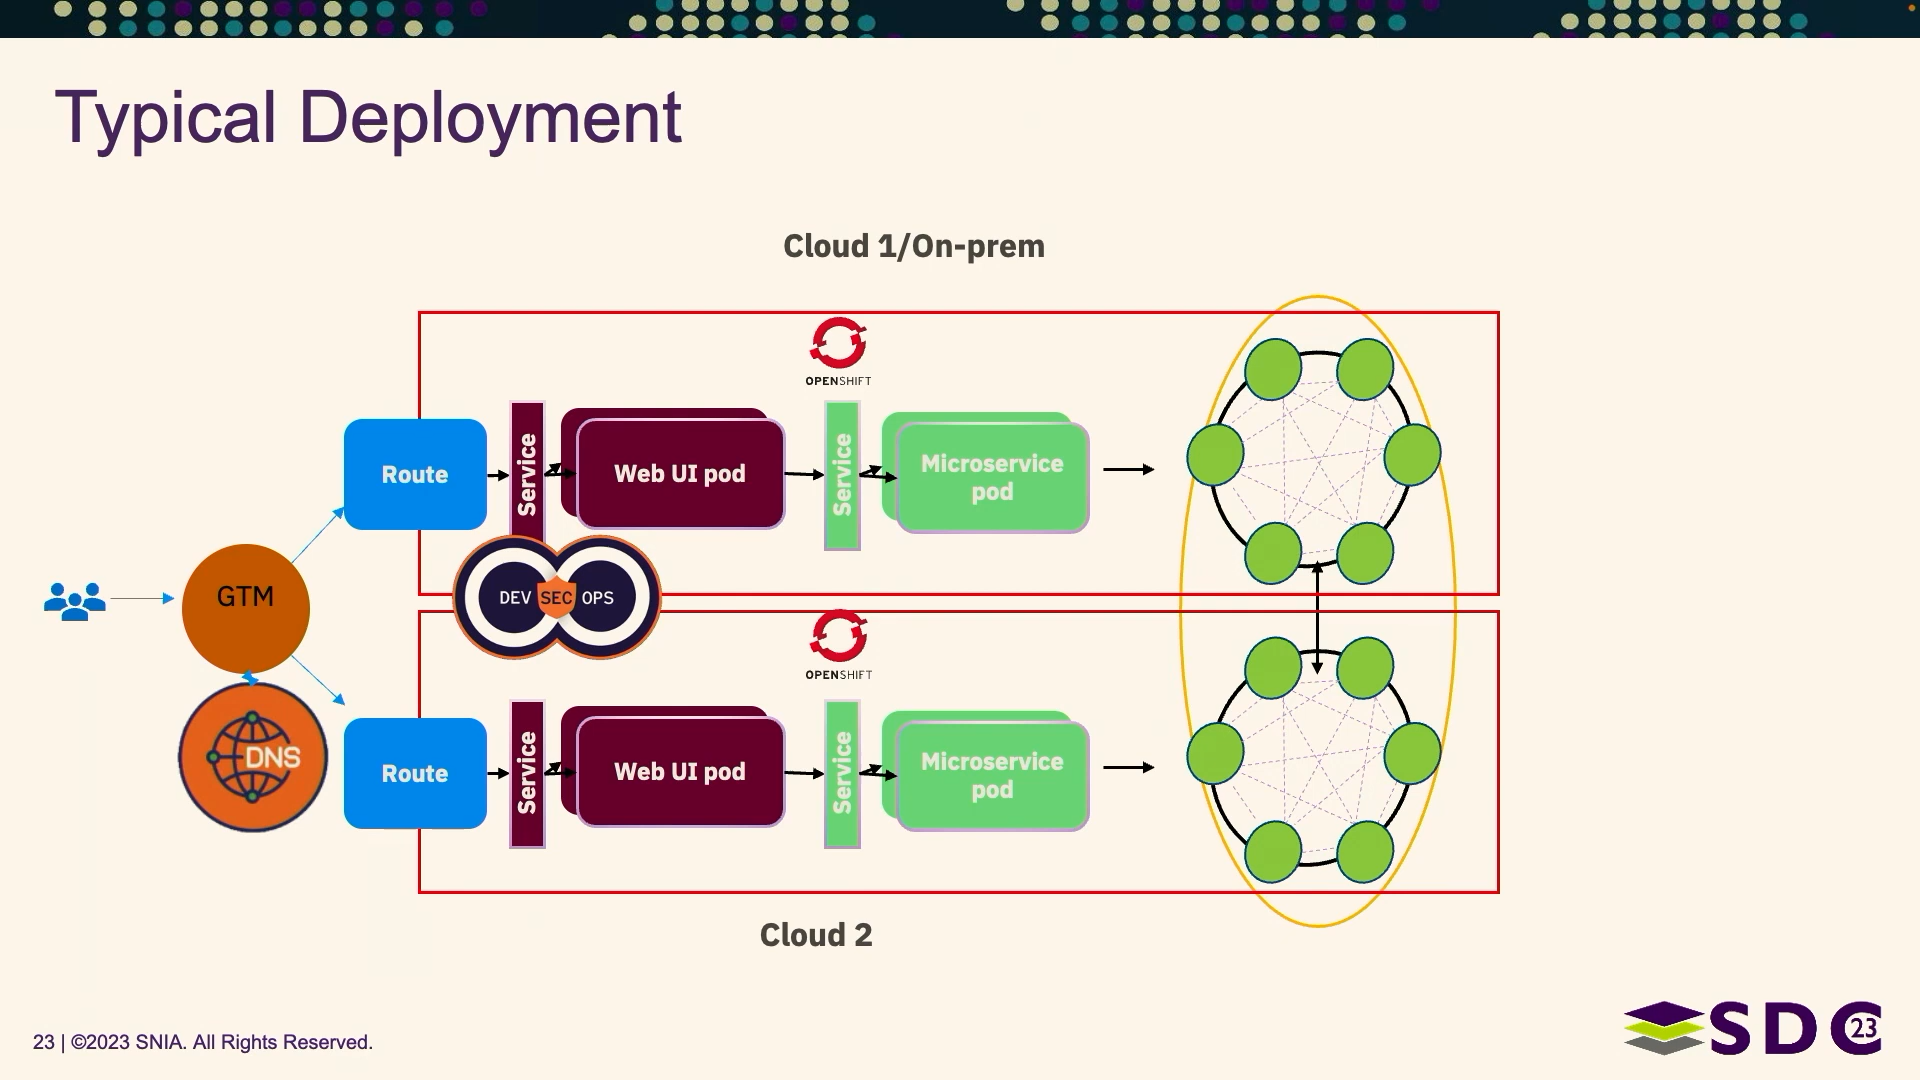 Typical Deployment
Cloud 1/On-prem
OPENSHIFT
Route
Service
Web UI pod
Service
Microservice
pod
GTM
DEV SEC OPS
OPENSHIFT
DNS
Route
Service
Web UI pod
Service
Microservice
pod
Cloud 2
23 | ©2023 SNIA. All Rights Reserved.
SDC 23